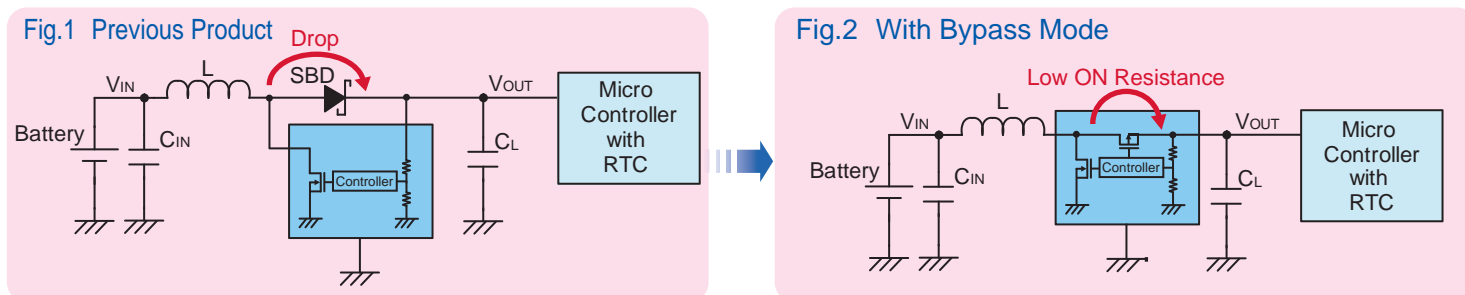 Fig.1 Previous Product
Drop
SBD
L
VIN
VOUT
Battery
CIN
CL
Controller
Micro
Controller
with
RTC
Fig.2 With Bypass Mode
Low ON Resistance
L
VIN
VOUT
Battery
CIN
CL
Controller
Micro
Controller
with
RTC